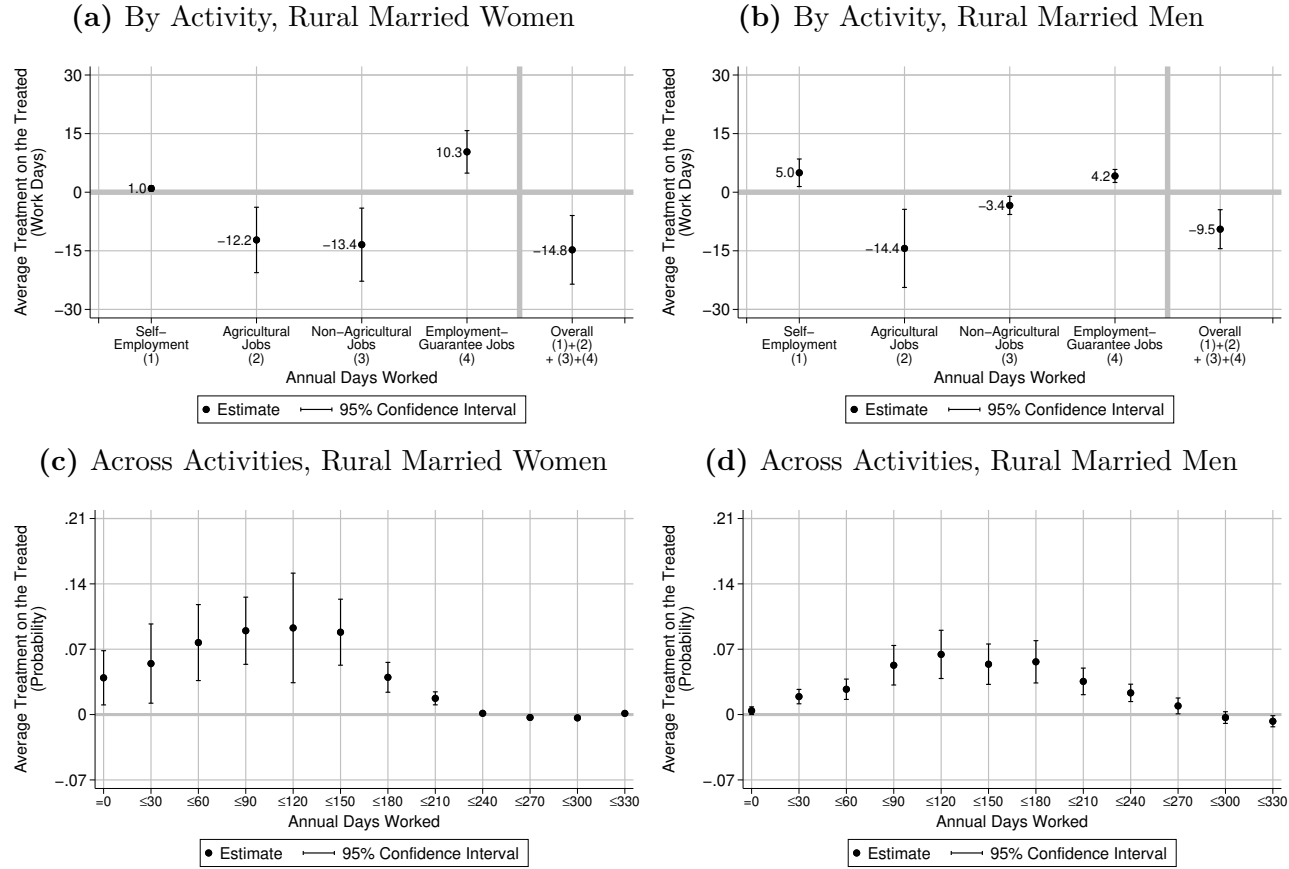 (a) By Activity, Rural Married Women
Average Treatment on the Treated
(Work Days)
30
15
0
−15
−30
1.0
−12.2
−13.4
10.3
−14.8
Self−
Employment
(1)
Agricultural
Jobs
(2)
Non−Agricultural
Jobs
(3)
Employment−
Guarantee Jobs
(4)
Overall
(1)+(2)
+ (3)+(4)
Annual Days Worked
Estimate 95% Confidence Interval
(b) By Activity, Rural Married Men
Average Treatment on the Treated
(Work Days)
30
15
0
−15
−30
5.0
−14.4
−3.4
4.2
−9.5
Self−
Employment
(1)
Agricultural
Jobs
(2)
Non−Agricultural
Jobs
(3)
Employment−
Guarantee Jobs
(4)
Overall
(1)+(2)
+ (3)+(4)
Annual Days Worked
Estimate 95% Confidence Interval
(c) Across Activities, Rural Married Women
Average Treatment on the Treated
(Probability)
.21
.14
.07
0
−.07
=0 ≤30 ≤60 ≤90 ≤120 ≤150 ≤180 ≤210 ≤240 ≤270 ≤300 ≤330
Annual Days Worked
Estimate 95% Confidence Interval
(d) Across Activities, Rural Married Men
Average Treatment on the Treated
(Probability)
.21
.14
.07
0
−.07
=0 ≤30 ≤60 ≤90 ≤120 ≤150 ≤180 ≤210 ≤240 ≤270 ≤300 ≤330
Annual Days Worked
Estimate 95% Confidence Interval